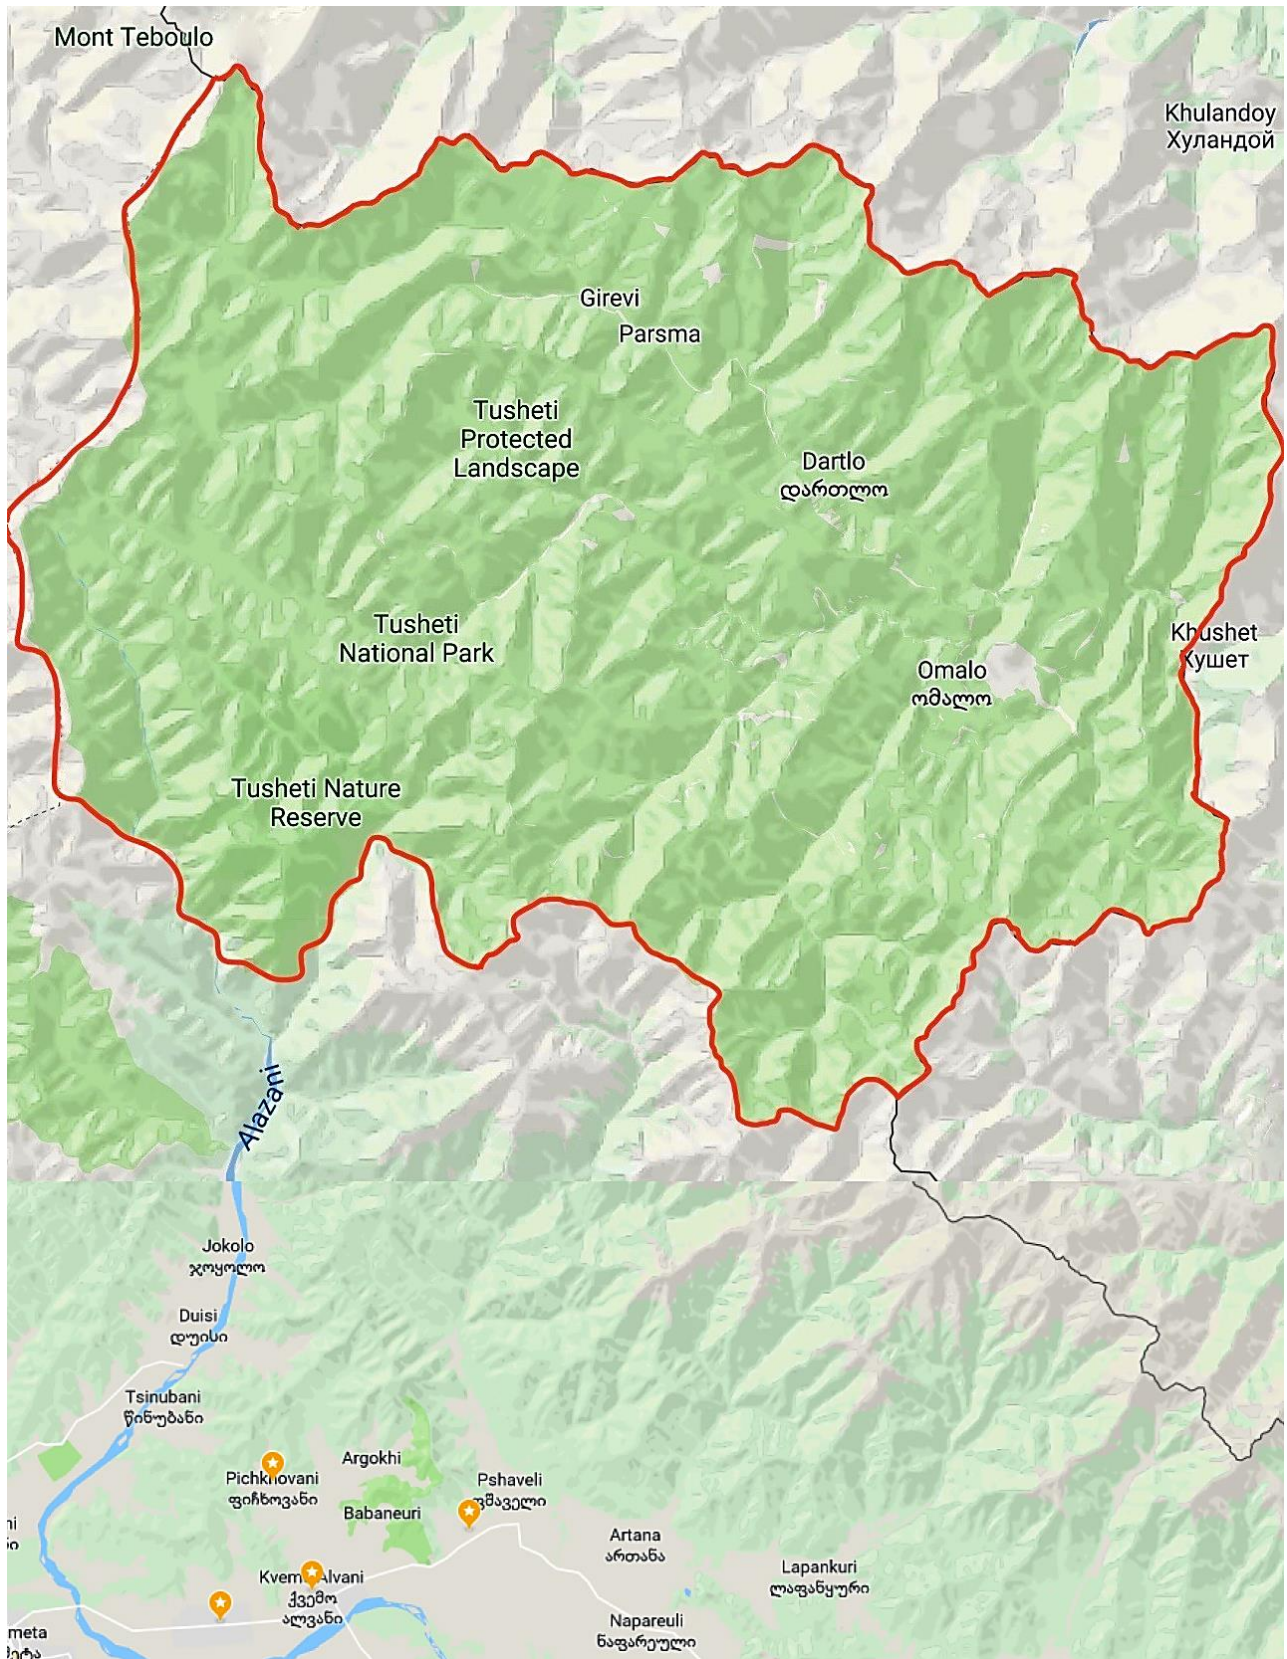 Mont Teboulo
Khulandoy
Хуландой
Girevi
Parsma
Tusheti
Protected
Landscape
Dartlo
დართლო
Tusheti
National Park
Khushet
Хушет
Omalo
ომალო
Tusheti Nature
Reserve
Alazani
Jokolo
ჯოყოლო
Duisi
დუისი
Tsinubani
წინუბანი
Argokhi
Pichkhovani
ფიჩხოვანი
Pshaveli
ფშაველი
Babaneuri
Artana
ართანა
Kvemo Alvani
ქვემო
ალვანი
Lapankuri
ლაფანყური
Napareuli
ნაფარეული
meta